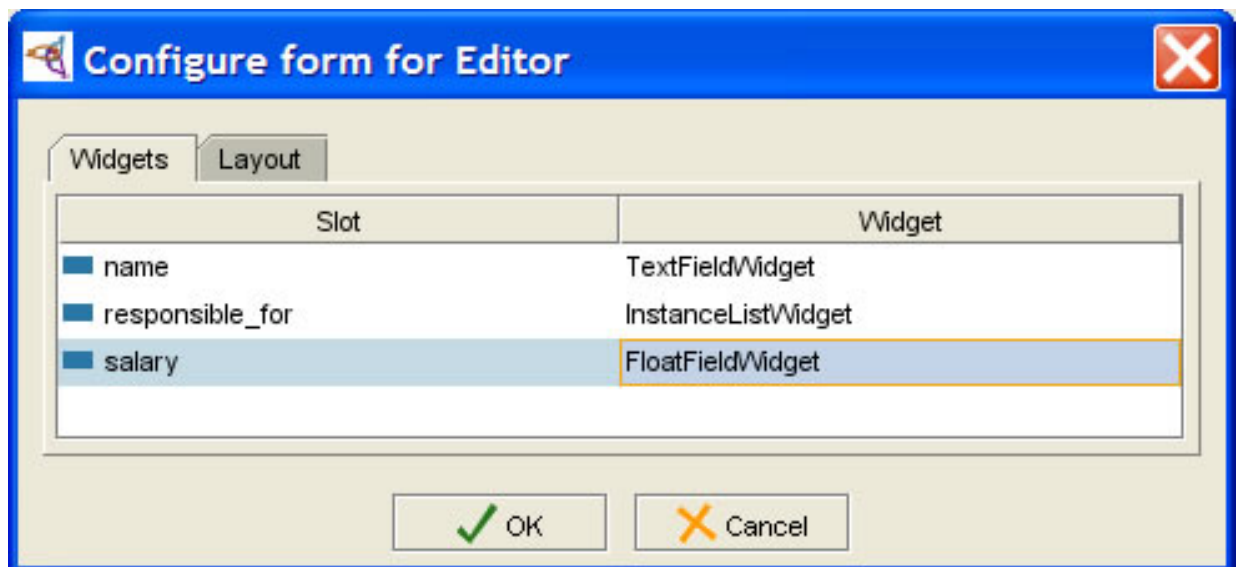 Configure form for Editor
Widgets Layout
Slot Widget
name TextFieldWidget
responsible_for InstanceListWidget
salary FloatFieldWidget
OK Cancel